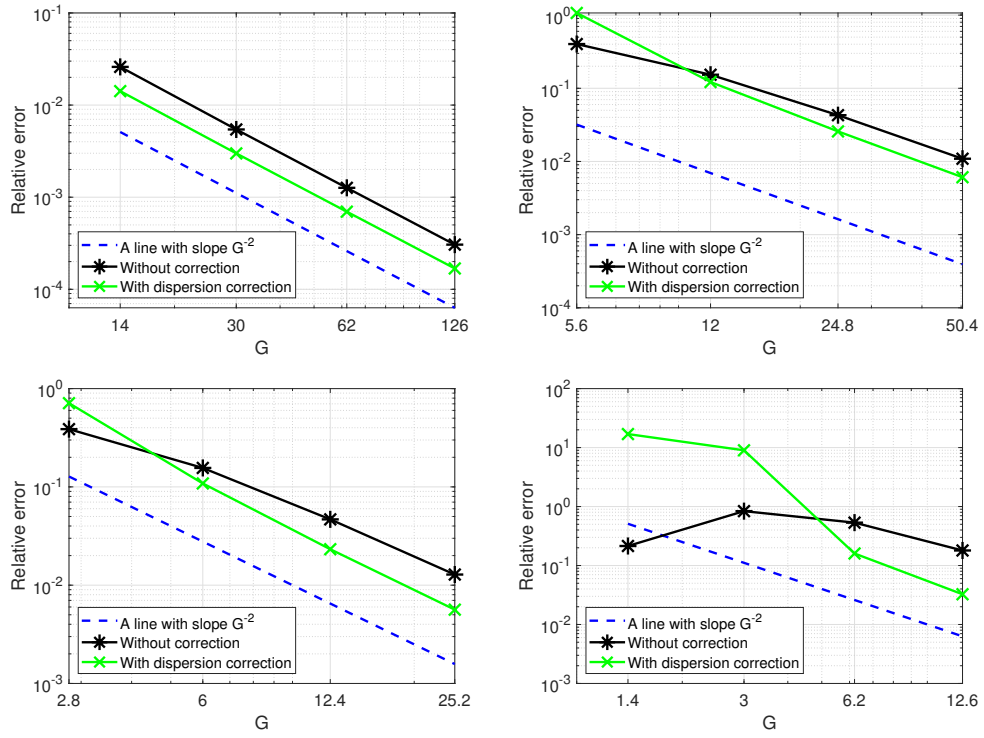 10^-1
10^-2
10^-3
10^-4
Relative error
A line with slope G^-2
Without correction
With dispersion correction
14 30 62 126
G
10^0
10^-1
10^-2
10^-3
10^-4
Relative error
A line with slope G^-2
Without correction
With dispersion correction
5.6 12 24.8 50.4
G
10^0
10^-1
10^-2
10^-3
Relative error
A line with slope G^-2
Without correction
With dispersion correction
2.8 6 12.4 25.2
G
10^2
10^1
10^0
10^-1
10^-2
10^-3
Relative error
A line with slope G^-2
Without correction
With dispersion correction
1.4 3 6.2 12.6
G